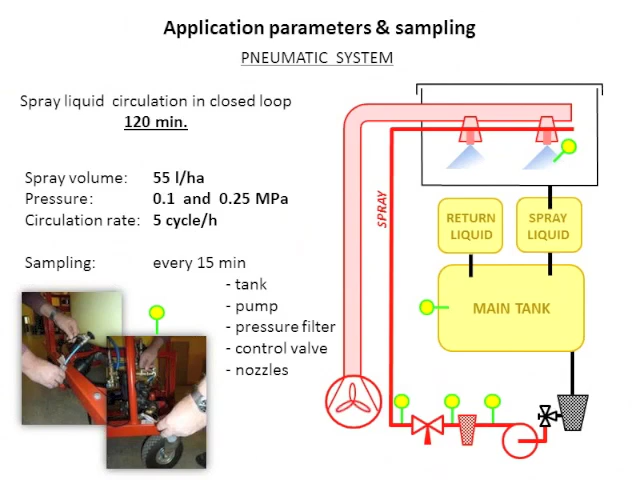 Application parameters & sampling
PNEUMATIC SYSTEM
Spray liquid circulation in closed loop
120 min.
Spray volume: 55 l/ha
Pressure: 0.1 and 0.25 MPa
Circulation rate: 5 cycle/h
Sampling: every 15 min
- tank
- pump
- pressure filter
- control valve
- nozzles
SPRAY
RETURN
LIQUID
SPRAY
LIQUID
MAIN TANK